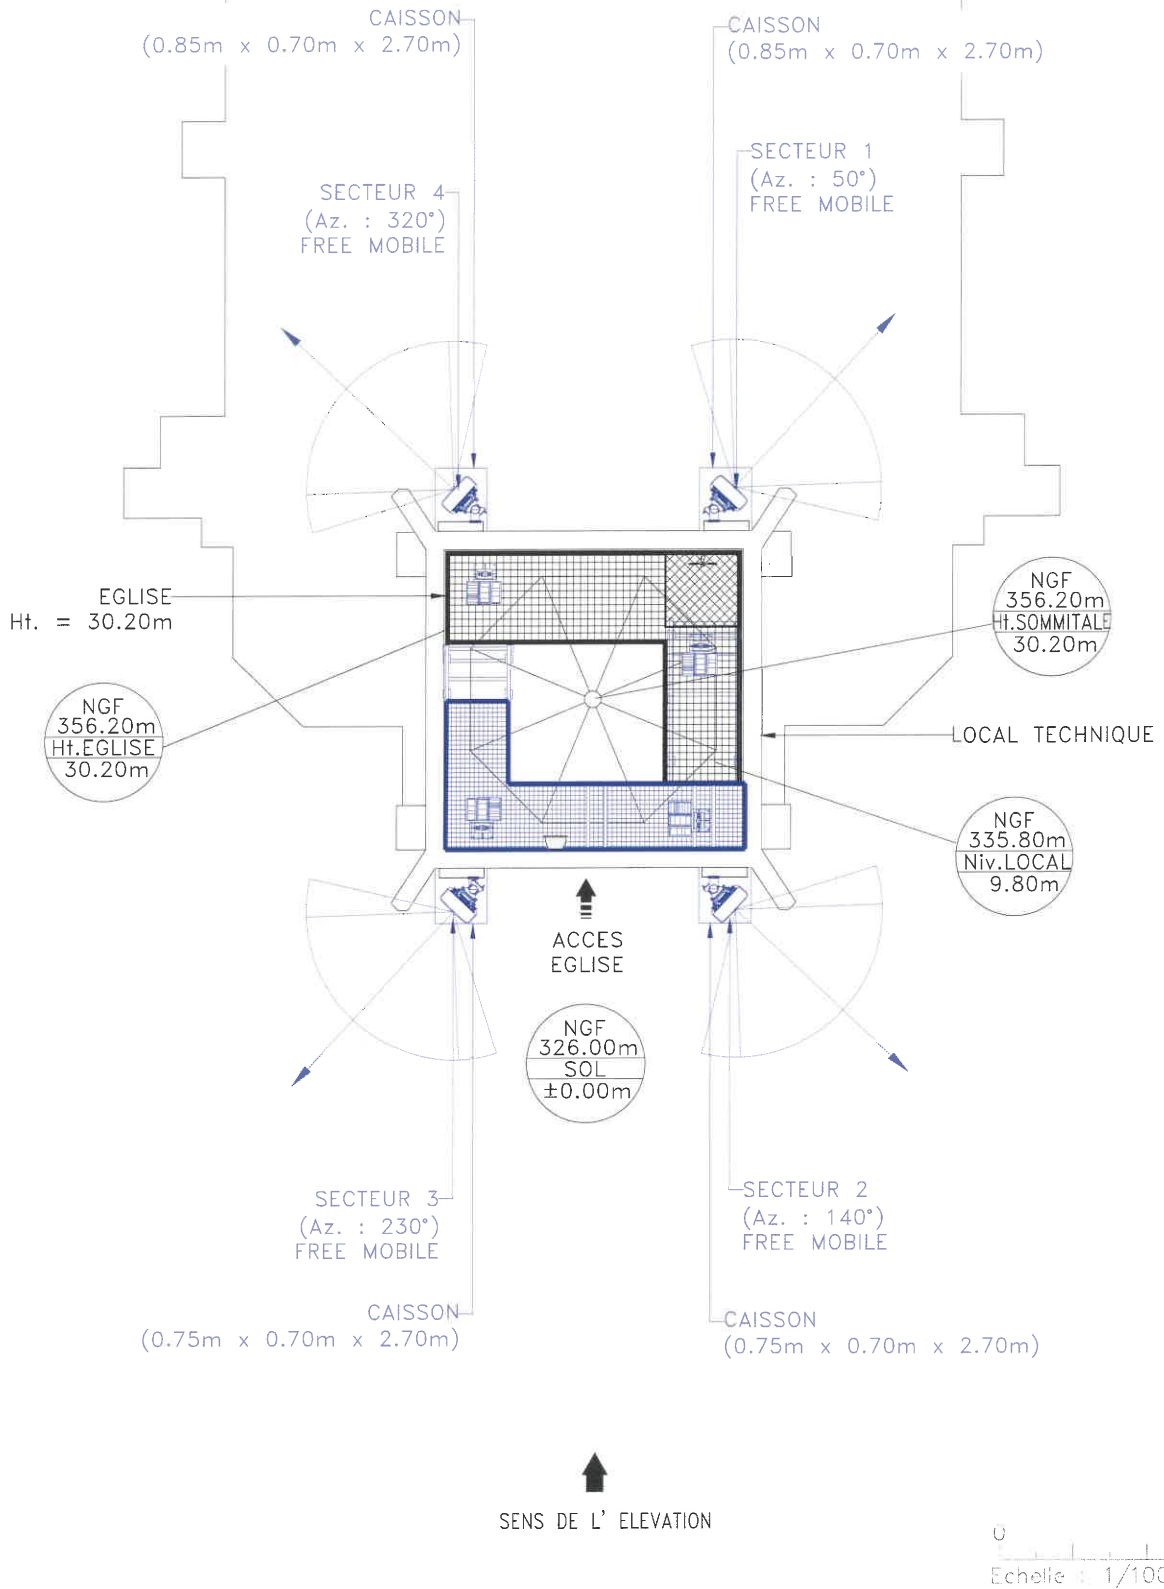 CAISSON
(0.85m x 0.70m x 2.70m)
CAISSON
(0.85m x 0.70m x 2.70m)
SECTEUR 1
(Az. : 50°)
FREE MOBILE
SECTEUR 4
(Az. : 320°)
FREE MOBILE
EGLISE
Ht. = 30.20m
NGF
356.20m
Ht.SOMMITALE
30.20m
NGF
356.20m
Ht.EGLISE
30.20m
LOCAL TECHNIQUE
NGF
335.80m
Niv.LOCAL
9.80m
ACCES
EGLISE
NGF
326.00m
SOL
±0.00m
SECTEUR 3
(Az. : 230°)
FREE MOBILE
SECTEUR 2
(Az. : 140°)
FREE MOBILE
CAISSON
(0.75m x 0.70m x 2.70m)
CAISSON
(0.75m x 0.70m x 2.70m)
SENS DE L' ELEVATION
0
Echelle : 1/100